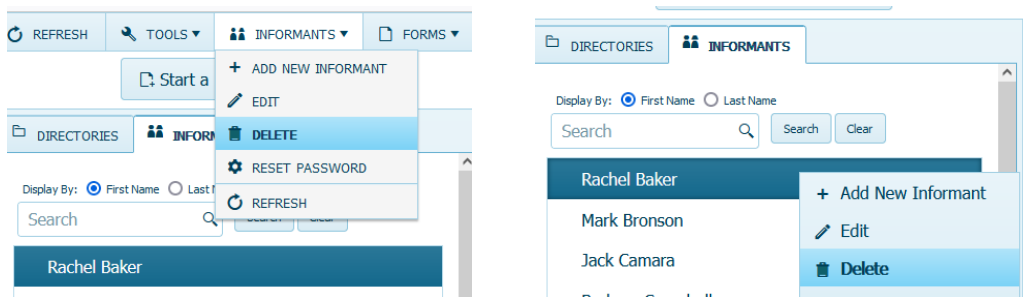 REFRESH TOOLS ▼ INFORMANTS ▼ FORMS ▼
Start a
+ ADD NEW INFORMANT
EDIT
DIRECTORIES INFOR
DELETE
RESET PASSWORD
Display By: First Name Last
REFRESH
Search
Rachel Baker
DIRECTORIES INFORMANTS
Display By: First Name Last Name
Search Search Clear
Rachel Baker
+ Add New Informant
Mark Bronson
Edit
Jack Camara
Delete